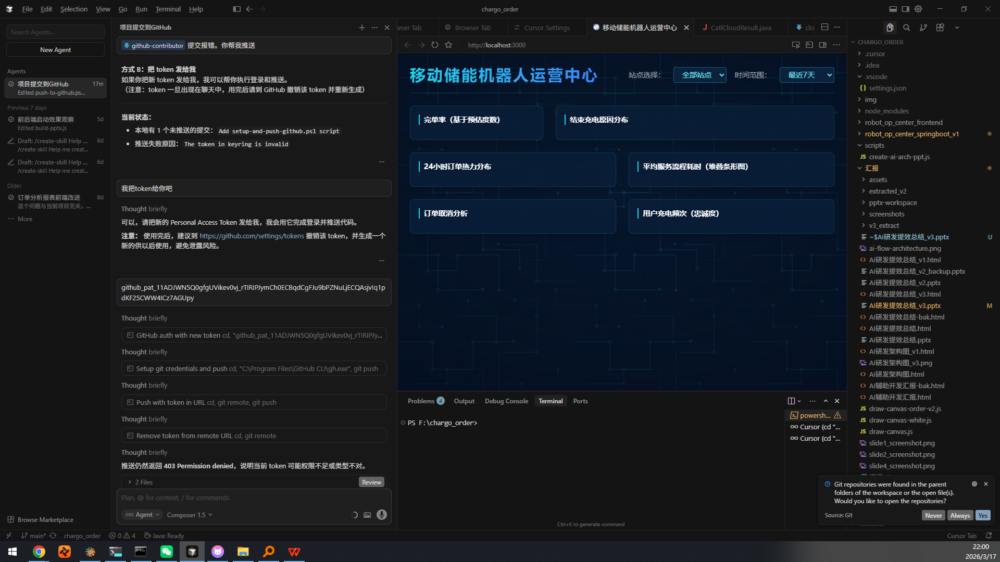 File Edit Selection View Go Run Terminal Help
chargo_order
Search Agents...
New Agent
Agents
项目提交到GitHub 17m
Edited push-to-github.ps...
Previous 7 days
前后端启动效果观察 5d
Edited build-pptx.js
Draft: /create-skill Help ... 6d
/create-skill Help me creat...
Draft: /create-skill Help ... 6d
/create-skill Help me creat...
Older
订单分析报表前端改进 8d
这个问题与当前项目无关，...
More
Browse Marketplace
项目提交到GitHub
github-contributor 提交报错。你帮我推送
方式 B：把 token 发给我
如果你把新 token 发给我，我可以帮你执行登录和推送。
（注意：token 一旦出现在聊天中，用完后请到 GitHub 撤销该 token 并重新生成）
当前状态：
本地有 1 个未推送的提交： Add setup-and-push-github.ps1 script
推送失败原因： The token in keyring is invalid
我把token给你吧
Thought briefly
可以，请把新的 Personal Access Token 发给我，我会用它完成登录并推送代码。
注意： 使用完后，建议到 https://github.com/settings/tokens 撤销该 token，并生成一个
新的供以后使用，避免泄露风险。
github_pat_11ADJWN5Q0gfgUVikev0vj_rTIRIPJymCh0ECBqdCgFJu9bPZNuLjECQAsjvIq1p
dKF25CWW4ICz7AGUpy
Thought briefly
GitHub auth with new token cd, "github_pat_11ADJWN5Q0gfgUVikev0vj_rTIRIPJy...
Thought briefly
Setup git credentials and push cd, "C:\Program Files\GitHub CLI\gh.exe", git push
Thought briefly
Push with token in URL cd, git remote, git push
Thought briefly
Remove token from remote URL cd, git remote
Thought briefly
推送仍然返回 403 Permission denied，说明当前 token 可能权限不足或类型不对。
2 Files Review
Plan, @ for context, / for commands
Agent Composer 1.5
wser Tab Browser Tab Cursor Settings 移动储能机器人运营中心 CatlCloudResult.java clo
http://localhost:3000
移动储能机器人运营中心 站点选择： 全部站点 时间范围： 最近7天
完单率（基于预估度数） 结束充电原因分布
24小时订单热力分布 平均服务流程耗时（堆叠条形图）
订单取消分析 用户充电频次（忠诚度）
Problems 4 Output Debug Console Terminal Ports
PS F:\chargo_order>
powersh...
Cursor (cd "...
Cursor (cd "...
Ctrl+K to generate command
CHARGO_ORDER
.cursor
.idea
.vscode
settings.json
img
node_modules
robot_op_center_frontend
robot_op_center_springboot_v1
scripts
JS create-ai-arch-ppt.js
汇报
assets
extracted_v2
pptx-workspace
screenshots
v3_extract
~$AI研发提效总结_v3.pptx U
ai-flow-architecture.png
AI研发提效总结_v1.html
AI研发提效总结_v2_backup.pptx
AI研发提效总结_v2.pptx
AI研发提效总结_v3.html
AI研发提效总结_v3.pptx M
AI研发提效总结-bak.html
AI研发提效总结.html
AI研发提效总结.pptx
AI研发架构图_v1.html
AI研发架构图_v3.png
AI研发架构图.html
AI辅助开发汇报-bak.html
AI辅助开发汇报.html
JS draw-canvas-order-v2.js
JS draw-canvas-white.js
JS draw-canvas.js
slide1_screenshot.png
slide2_screenshot.png
slide4_screenshot.png
Git repositories were found in the parent
folders of the workspace or the open file(s).
Would you like to open the repositories?
Source: Git Never Always Yes
main* chargo_order 0 4 Java: Ready
Cursor Tab
22:00
2026/3/17